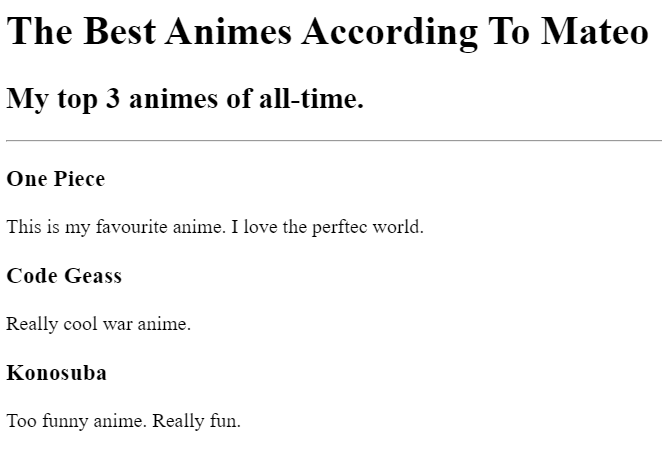 The Best Animes According To Mateo
My top 3 animes of all-time.
One Piece
This is my favourite anime. I love the perftec world.
Code Geass
Really cool war anime.
Konosuba
Too funny anime. Really fun.